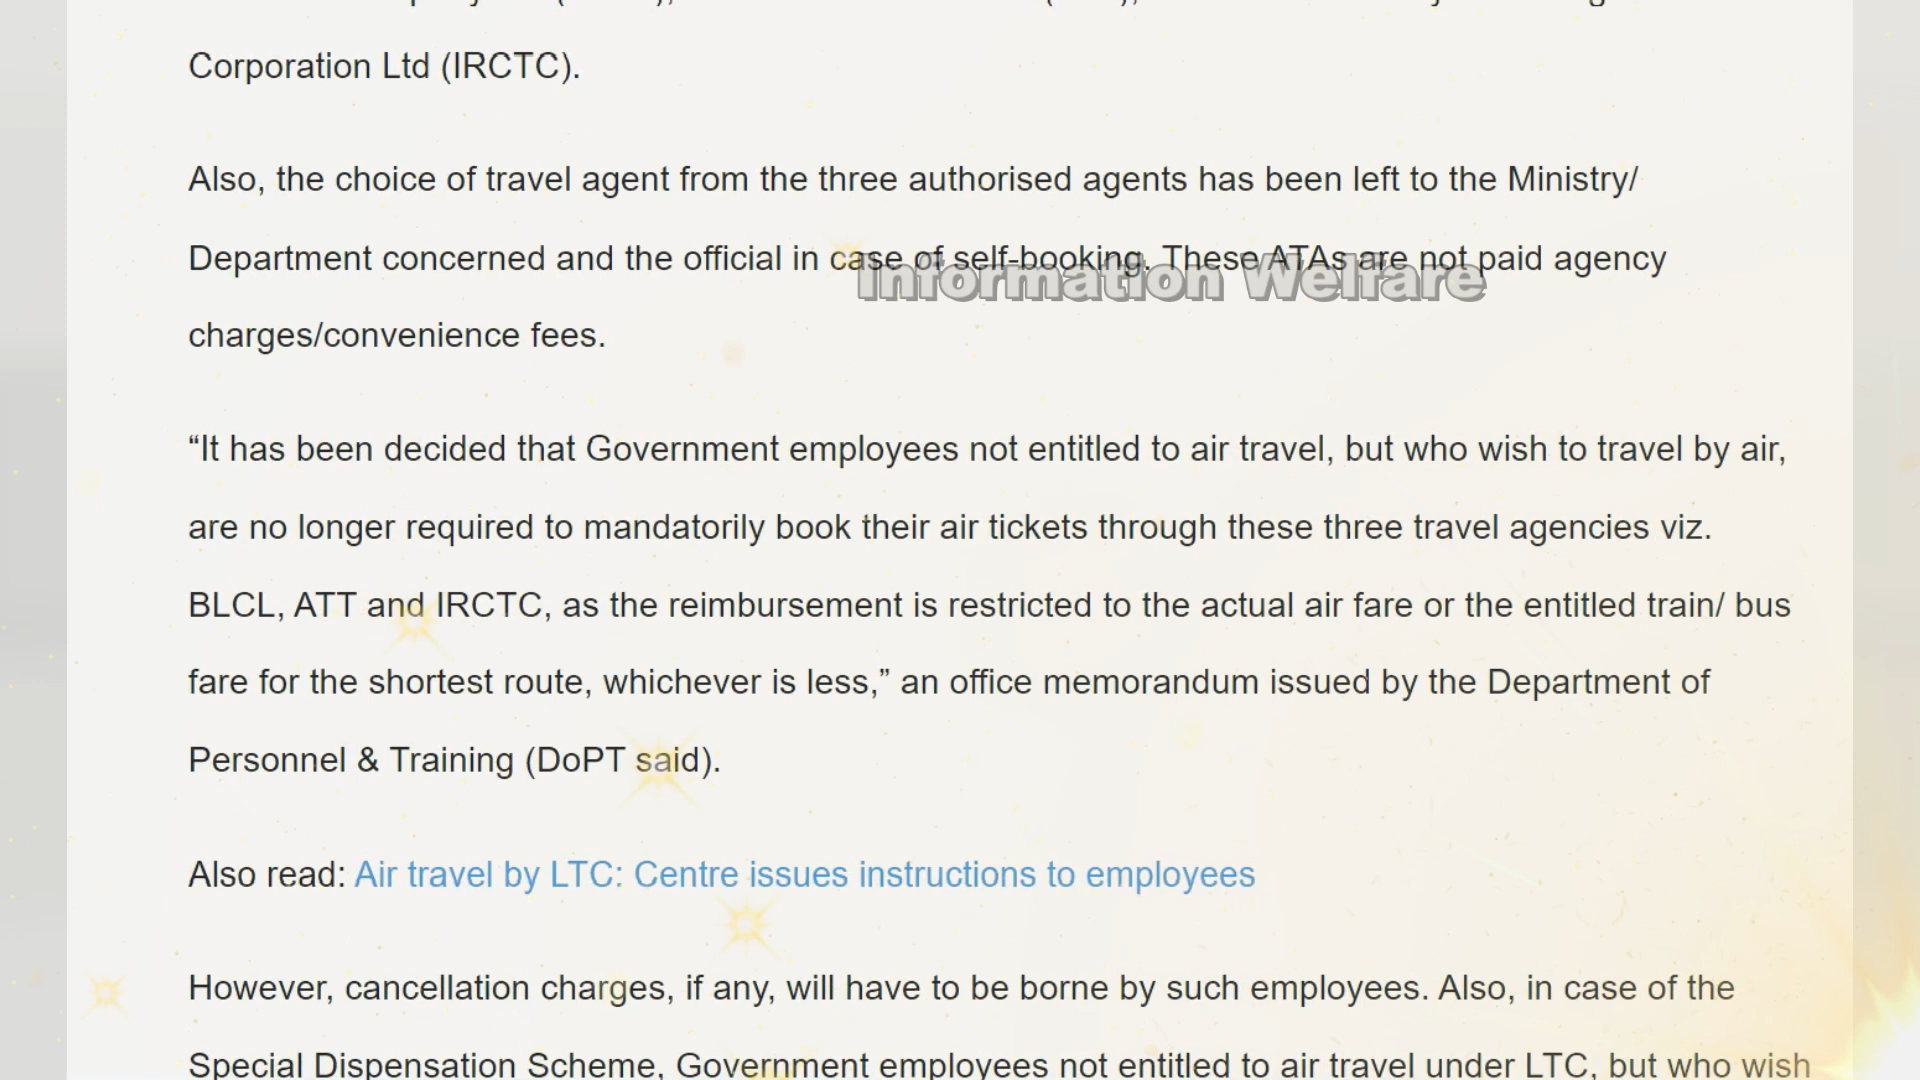 Corporation Ltd (IRCTC).
Also, the choice of travel agent from the three authorised agents has been left to the Ministry/
Department concerned and the official in case of self-booking. These ATAs are not paid agency
Information Welfare
charges/convenience fees.
“It has been decided that Government employees not entitled to air travel, but who wish to travel by air,
are no longer required to mandatorily book their air tickets through these three travel agencies viz.
BLCL, ATT and IRCTC, as the reimbursement is restricted to the actual air fare or the entitled train/ bus
fare for the shortest route, whichever is less,” an office memorandum issued by the Department of
Personnel & Training (DoPT said).
Also read: Air travel by LTC: Centre issues instructions to employees
However, cancellation charges, if any, will have to be borne by such employees. Also, in case of the
Special Dispensation Scheme, Government employees not entitled to air travel under LTC, but who wish